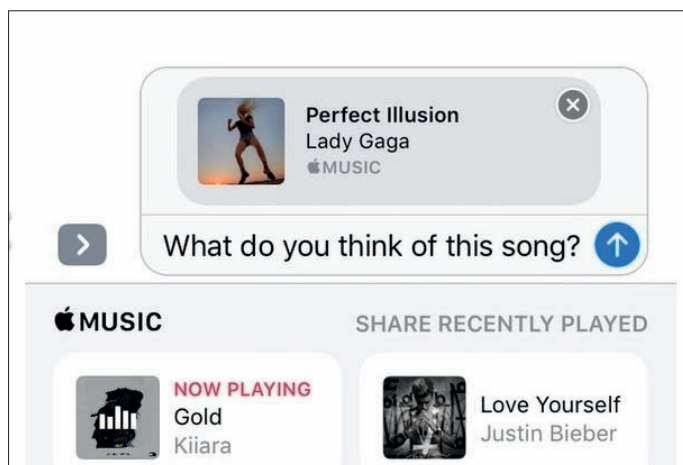 Perfect Illusion
Lady Gaga
MUSIC
What do you think of this song?
MUSIC
SHARE RECENTLY PLAYED
NOW PLAYING
Gold
Kiiara
Love Yourself
Justin Bieber